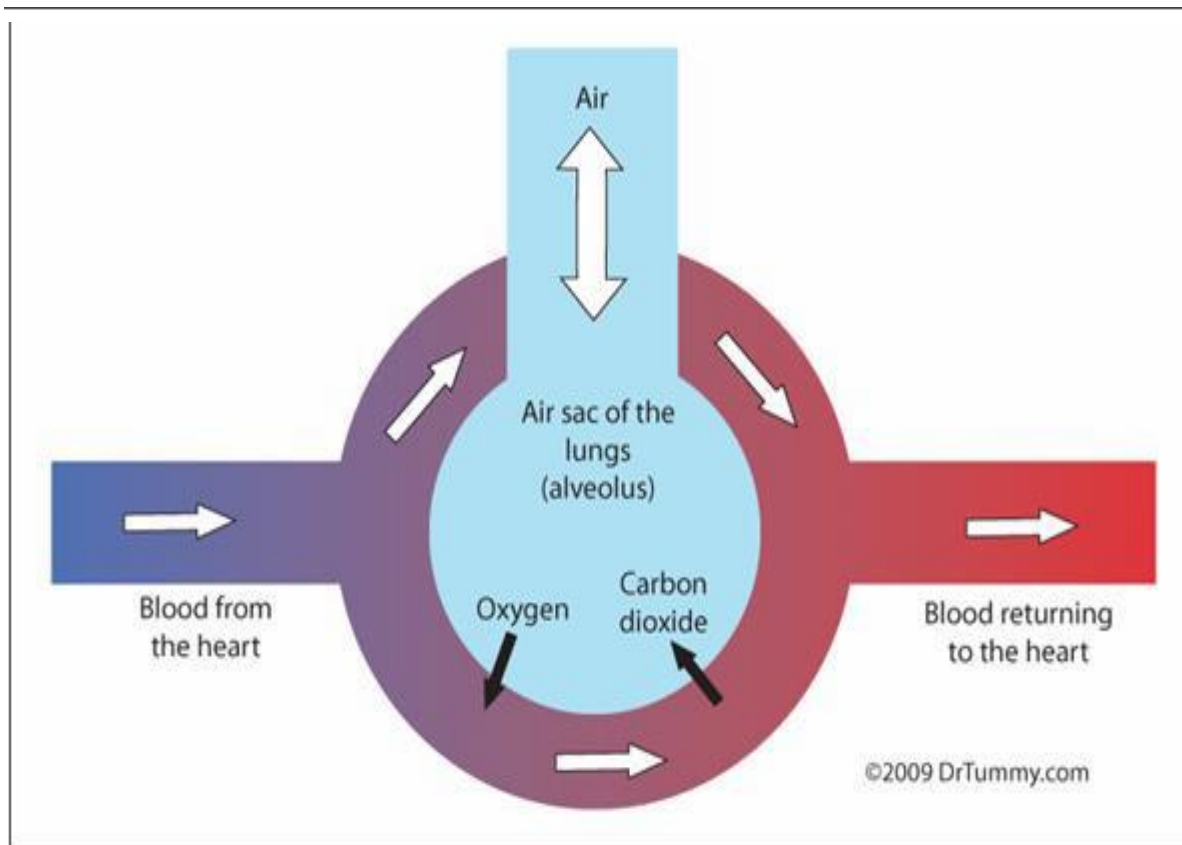 Air
Air sac of the
lungs
(alveolus)
Oxygen
Carbon
dioxide
Blood from
the heart
Blood returning
to the heart
©2009 DrTummy.com